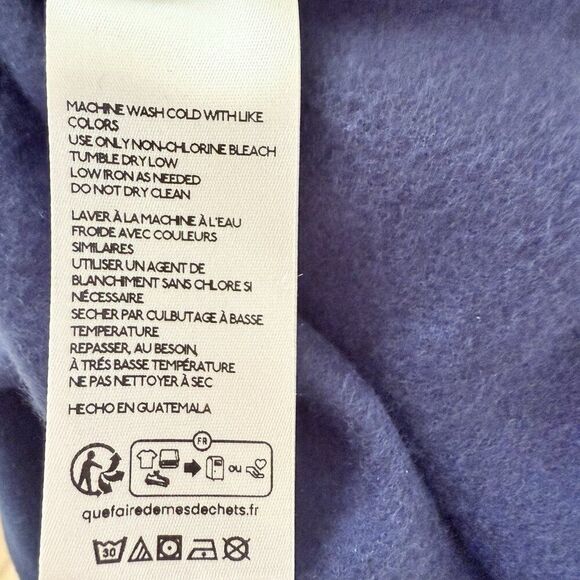 MACHINE WASH COLD WITH LIKE
COLORS
USE ONLY NON-CHLORINE BLEACH
TUMBLE DRY LOW
LOW IRON AS NEEDED
DO NOT DRY CLEAN
LAVER À LA MACHINE À L'EAU
FROIDE AVEC COULEURS
SIMILAIRES
UTILISER UN AGENT DE
BLANCHIMENT SANS CHLORE SI
NÉCESSAIRE
SECHER PAR CULBUTAGE À BASSE
TEMPERATURE
REPASSER, AU BESOIN,
À TRÉS BASSE TEMPÉRATURE
NE PAS NETTOYER À SEC
HECHO EN GUATEMALA
FR
ou
quefairedemesdechets.fr
30